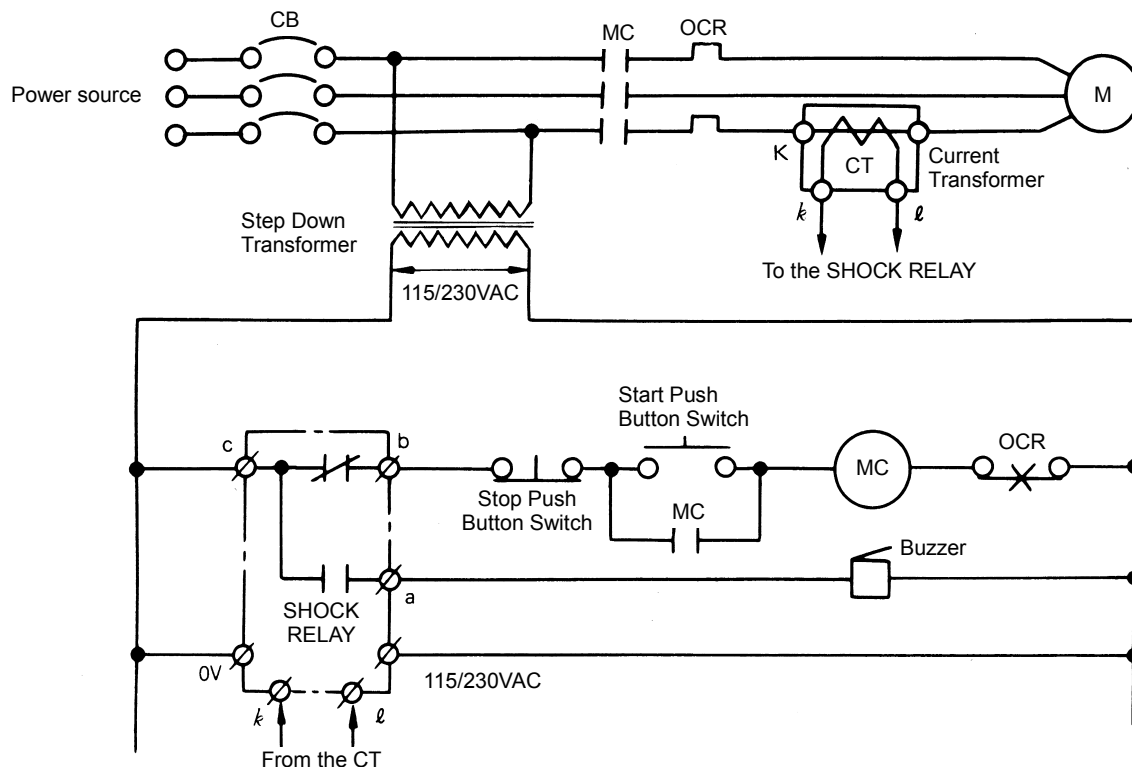 CB
MC
OCR
Power source
M
K
CT
Current
Transformer
k
ℓ
Step Down
Transformer
To the SHOCK RELAY
115/230VAC
Start Push
Button Switch
c
b
OCR
MC
Stop Push
Button Switch
MC
Buzzer
SHOCK
RELAY
a
0V
115/230VAC
k
ℓ
From the CT